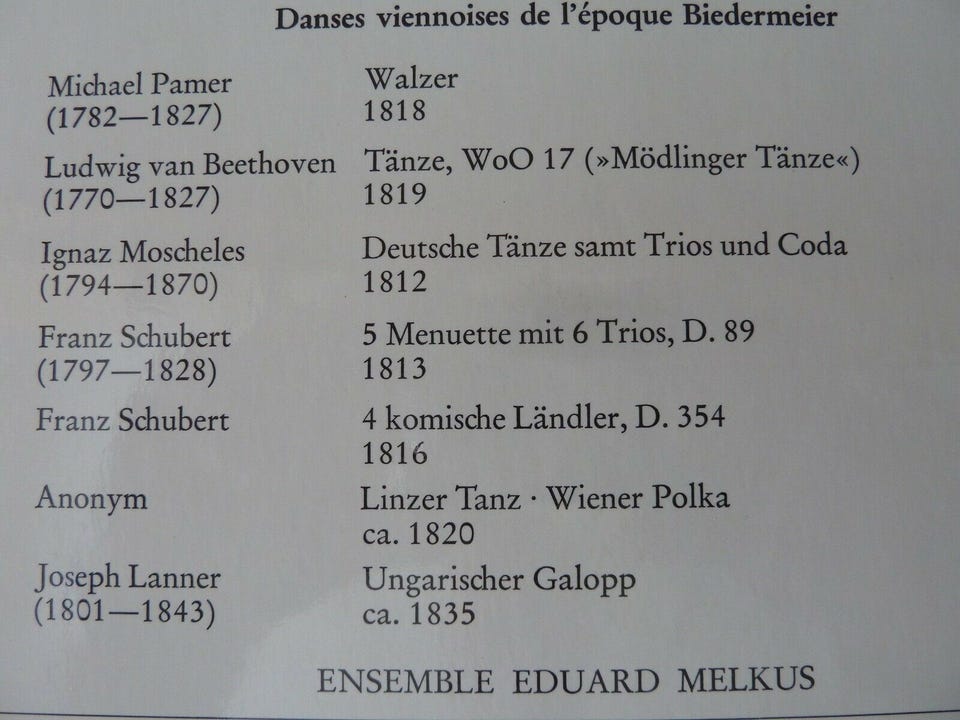 Danses viennoises de l'époque Biedermeier
Michael Pamer Walzer
(1782—1827) 1818
Ludwig van Beethoven Tänze, WoO 17 (»Mödlinger Tänze«)
(1770—1827) 1819
Ignaz Moscheles Deutsche Tänze samt Trios und Coda
(1794—1870) 1812
Franz Schubert 5 Menuette mit 6 Trios, D. 89
(1797—1828) 1813
Franz Schubert 4 komische Ländler, D. 354
1816
Anonym Linzer Tanz · Wiener Polka
ca. 1820
Joseph Lanner Ungarischer Galopp
(1801—1843) ca. 1835
ENSEMBLE EDUARD MELKUS